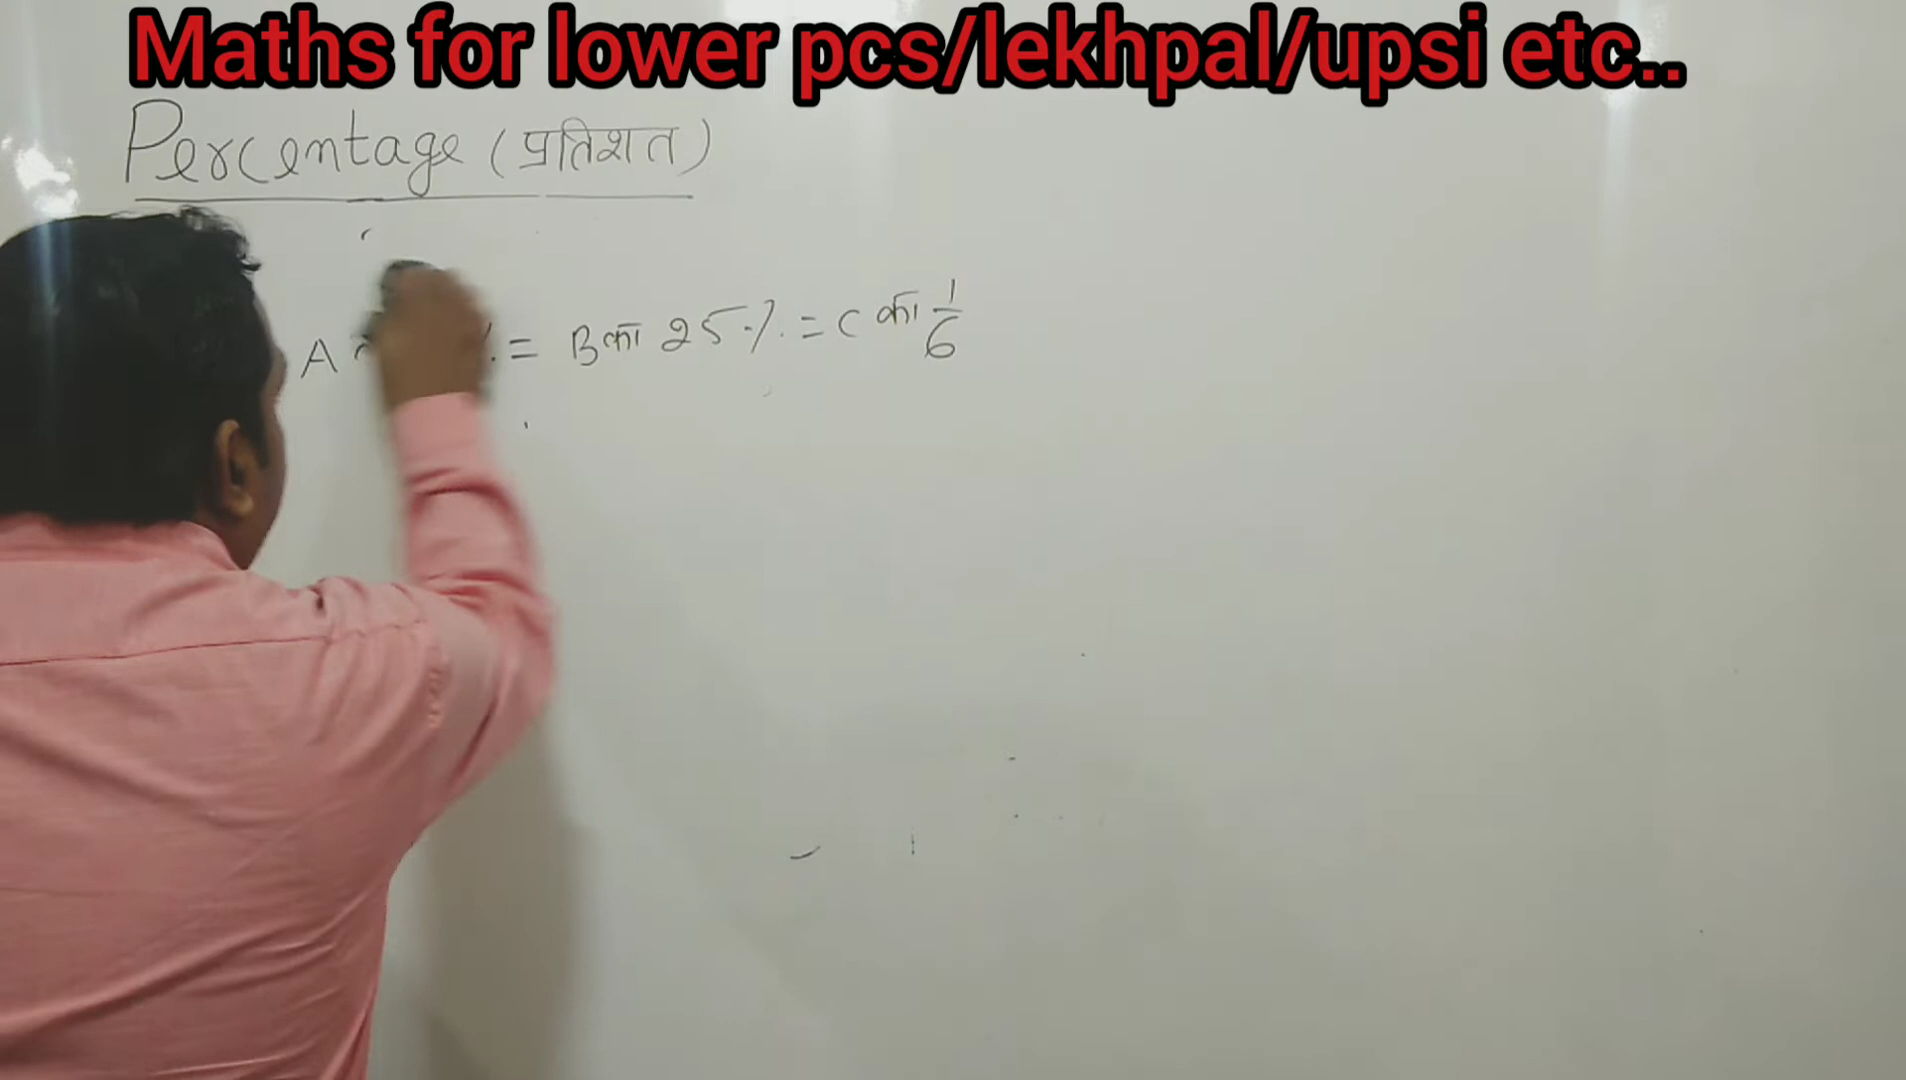 Maths for lower pcs/lekhpal/upsi etc..
Percentage (प्रतिशत)
A % = B का 25% = C का 1/6